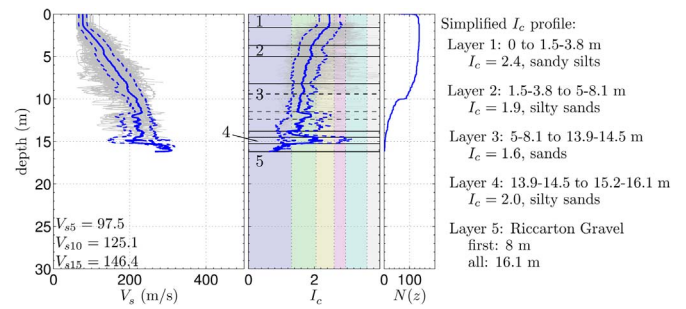 0
5
10
15
20
25
30
depth (m)
V_s5 = 97.5
V_s10 = 125.1
V_s15 = 146.4
0 200 400
V_s (m/s)
1
2
3
4
5
0 2
I_c
0 100
N(z)
Simplified I_c profile:
Layer 1: 0 to 1.5-3.8 m
I_c = 2.4, sandy silts
Layer 2: 1.5-3.8 to 5-8.1 m
I_c = 1.9, silty sands
Layer 3: 5-8.1 to 13.9-14.5 m
I_c = 1.6, sands
Layer 4: 13.9-14.5 to 15.2-16.1 m
I_c = 2.0, silty sands
Layer 5: Riccarton Gravel
first: 8 m
all: 16.1 m